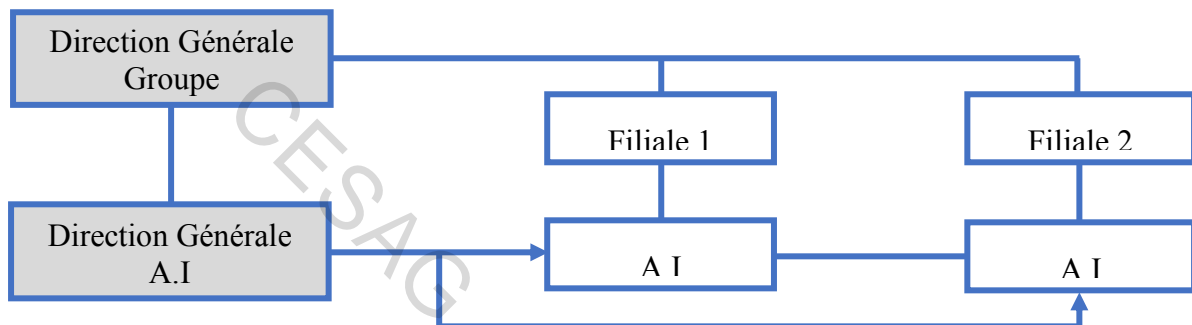 Direction Générale
Groupe
Filiale 1
Filiale 2
Direction Générale
A.I
A.I
A.I
CESAG